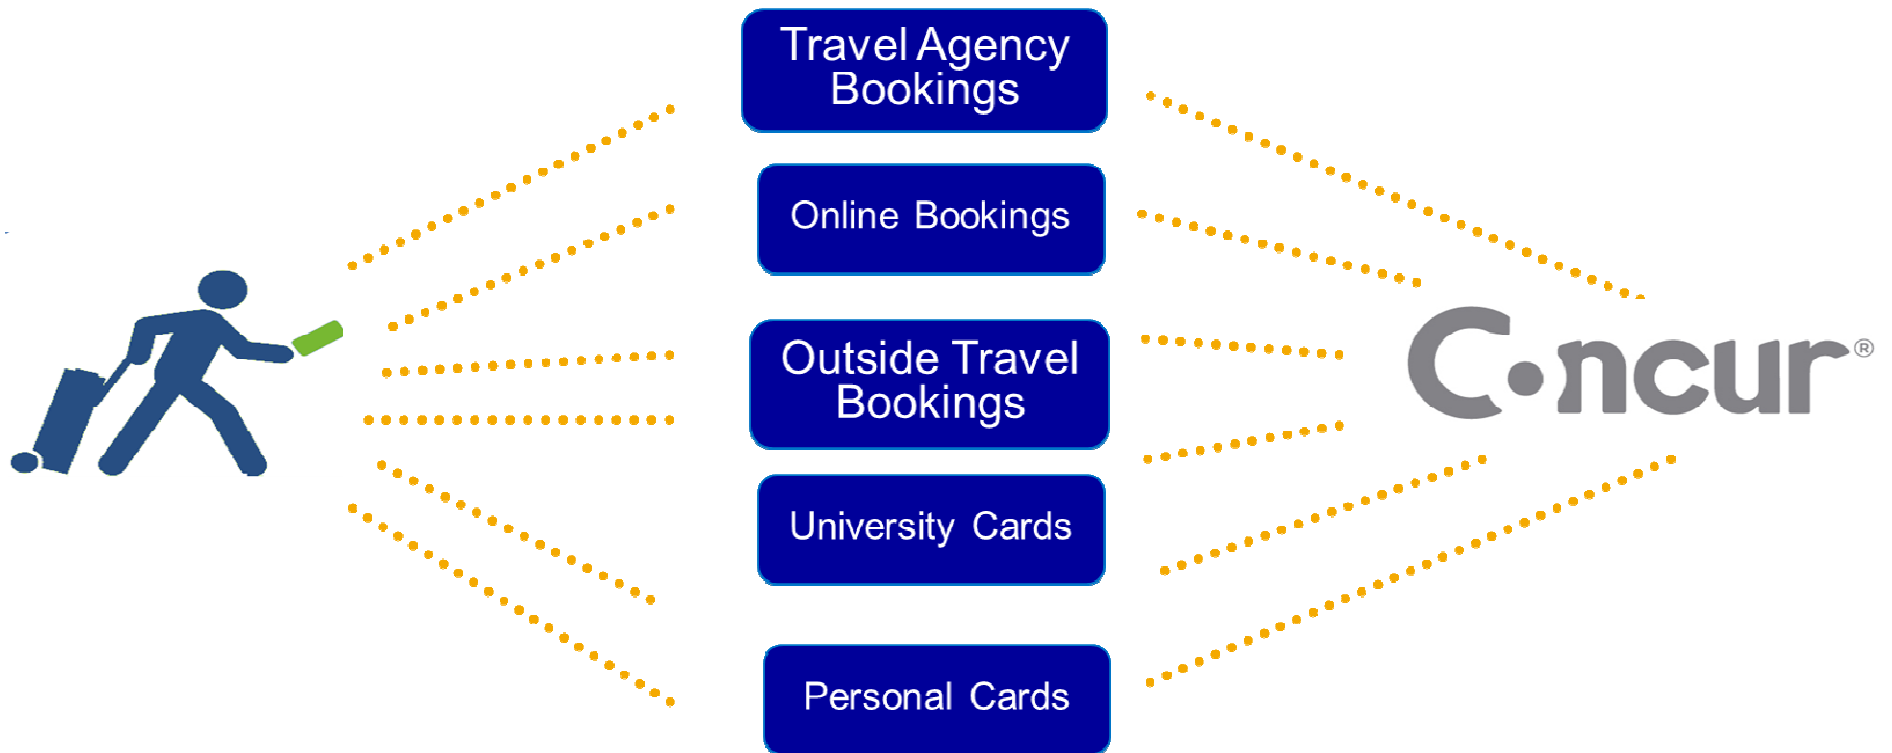 Travel Agency
Bookings
Online Bookings
Outside Travel
Bookings
Concur®
University Cards
Personal Cards